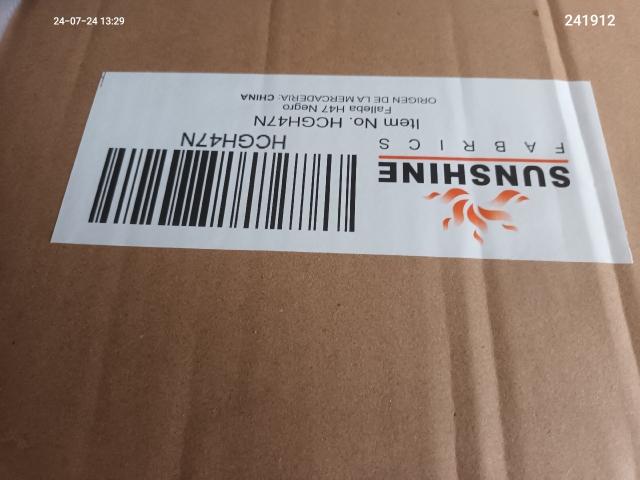 24-07-24 13:29
241912
SUNSHINE
FABRICS
HCGH47N
Item No. HCGH47N
Falleba H47 Negro
ORIGEN DE LA MERCADERIA: CHINA